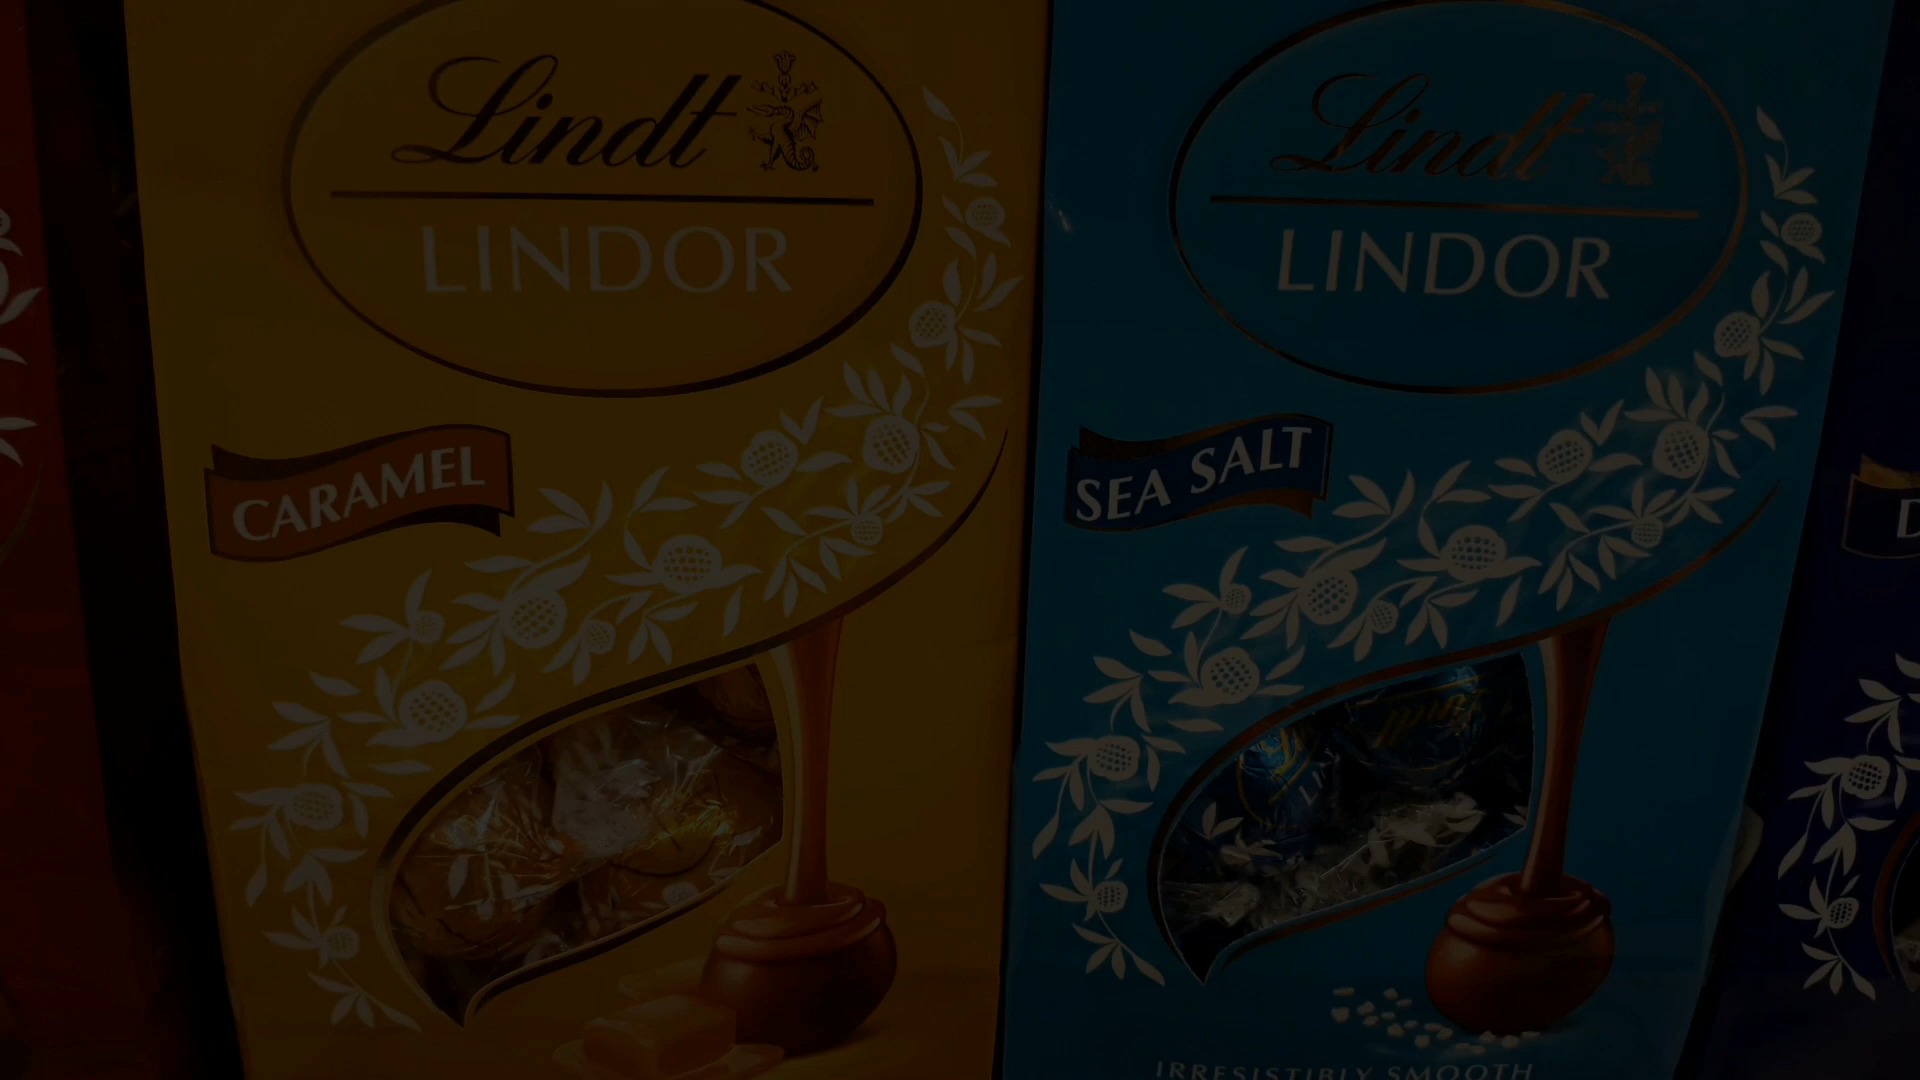 Lindt
LINDOR
CARAMEL
Lindt
LINDOR
SEA SALT
IRRESISTIBLY SMOOTH